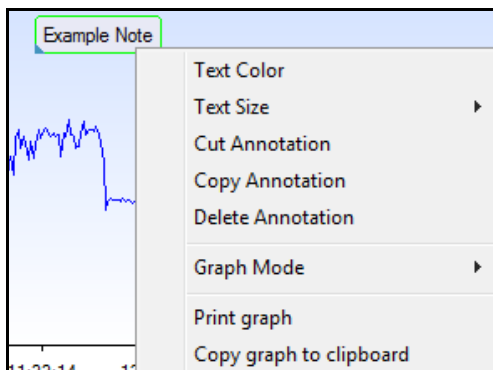 Example Note
Text Color
Text Size
Cut Annotation
Copy Annotation
Delete Annotation
Graph Mode
Print graph
Copy graph to clipboard